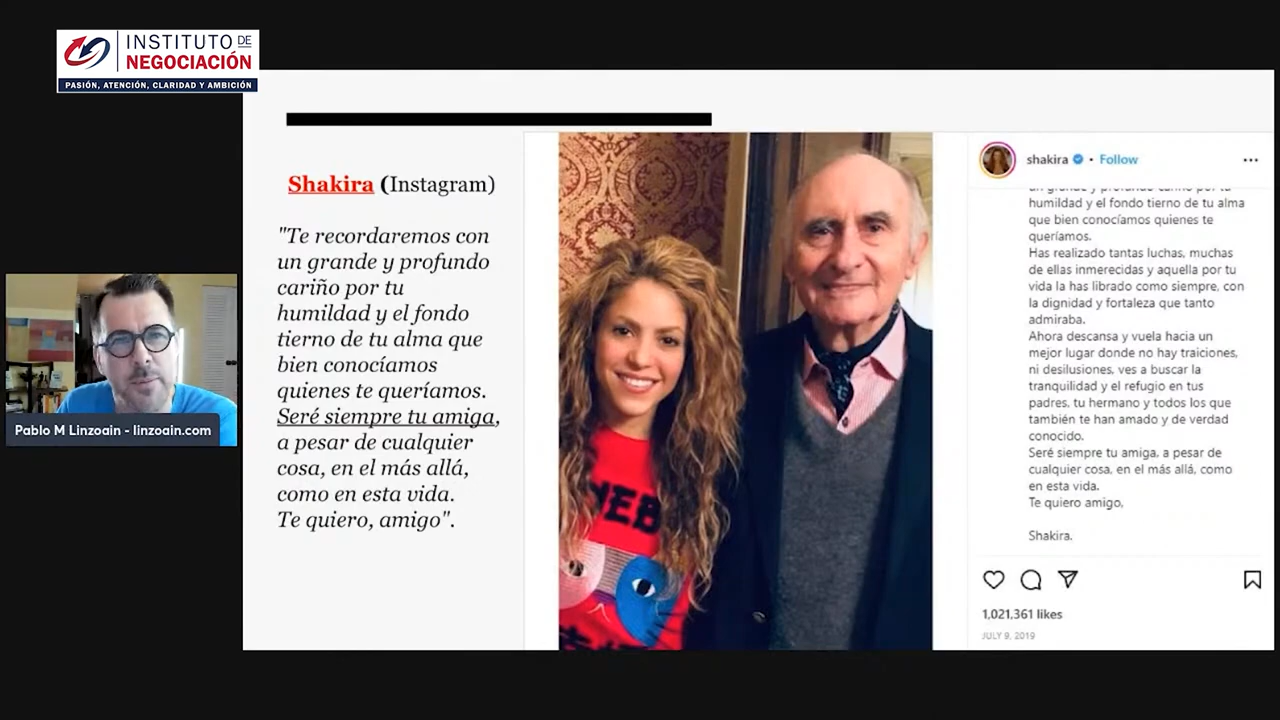 INSTITUTO DE
NEGOCIACIÓN
PASIÓN, ATENCIÓN, CLARIDAD Y AMBICIÓN
Pablo M Linzoain - linzoain.com
Shakira (Instagram)
"Te recordaremos con
un grande y profundo
cariño por tu
humildad y el fondo
tierno de tu alma que
bien conocíamos
quienes te queríamos.
Seré siempre tu amiga,
a pesar de cualquier
cosa, en el más allá,
como en esta vida.
Te quiero, amigo".
WEB
shakira • Follow
un grande y profundo cariño por tu
humildad y el fondo tierno de tu alma
que bien conocíamos quienes te
queríamos.
Has realizado tantas luchas, muchas
de ellas inmerecidas y aquella por tu
vida la has librado como siempre, con
la dignidad y fortaleza que tanto
admiraba.
Ahora descansa y vuela hacia un
mejor lugar donde no hay traiciones,
ni desilusiones, ves a buscar la
tranquilidad y el refugio en tus
padres, tu hermano y todos los que
también te han amado y de verdad
conocido.
Seré siempre tu amiga, a pesar de
cualquier cosa, en el más allá, como
en esta vida.
Te quiero amigo,
Shakira.
1,021,361 likes
JULY 9, 2019